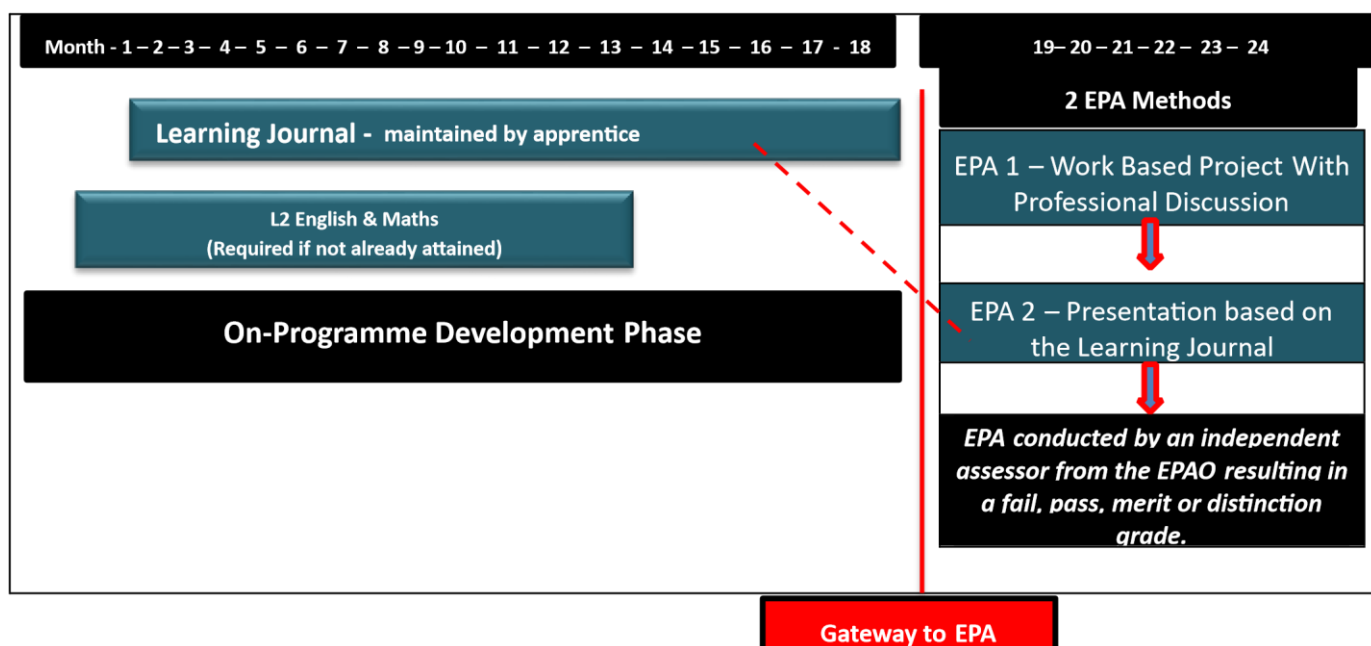 Month - 1 – 2 – 3 – 4 – 5 – 6 – 7 – 8 –9 – 10 – 11 – 12 – 13 – 14 – 15 – 16 – 17 - 18
19– 20 – 21 – 22 – 23 – 24
2 EPA Methods
Learning Journal - maintained by apprentice
EPA 1 – Work Based Project With
Professional Discussion
L2 English & Maths
(Required if not already attained)
On-Programme Development Phase
EPA 2 – Presentation based on
the Learning Journal
EPA conducted by an independent
assessor from the EPAO resulting in
a fail, pass, merit or distinction
grade.
Gateway to EPA